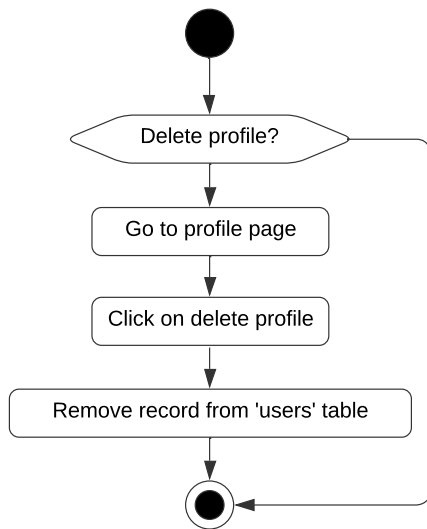 Delete profile?
Go to profile page
Click on delete profile
Remove record from 'users' table